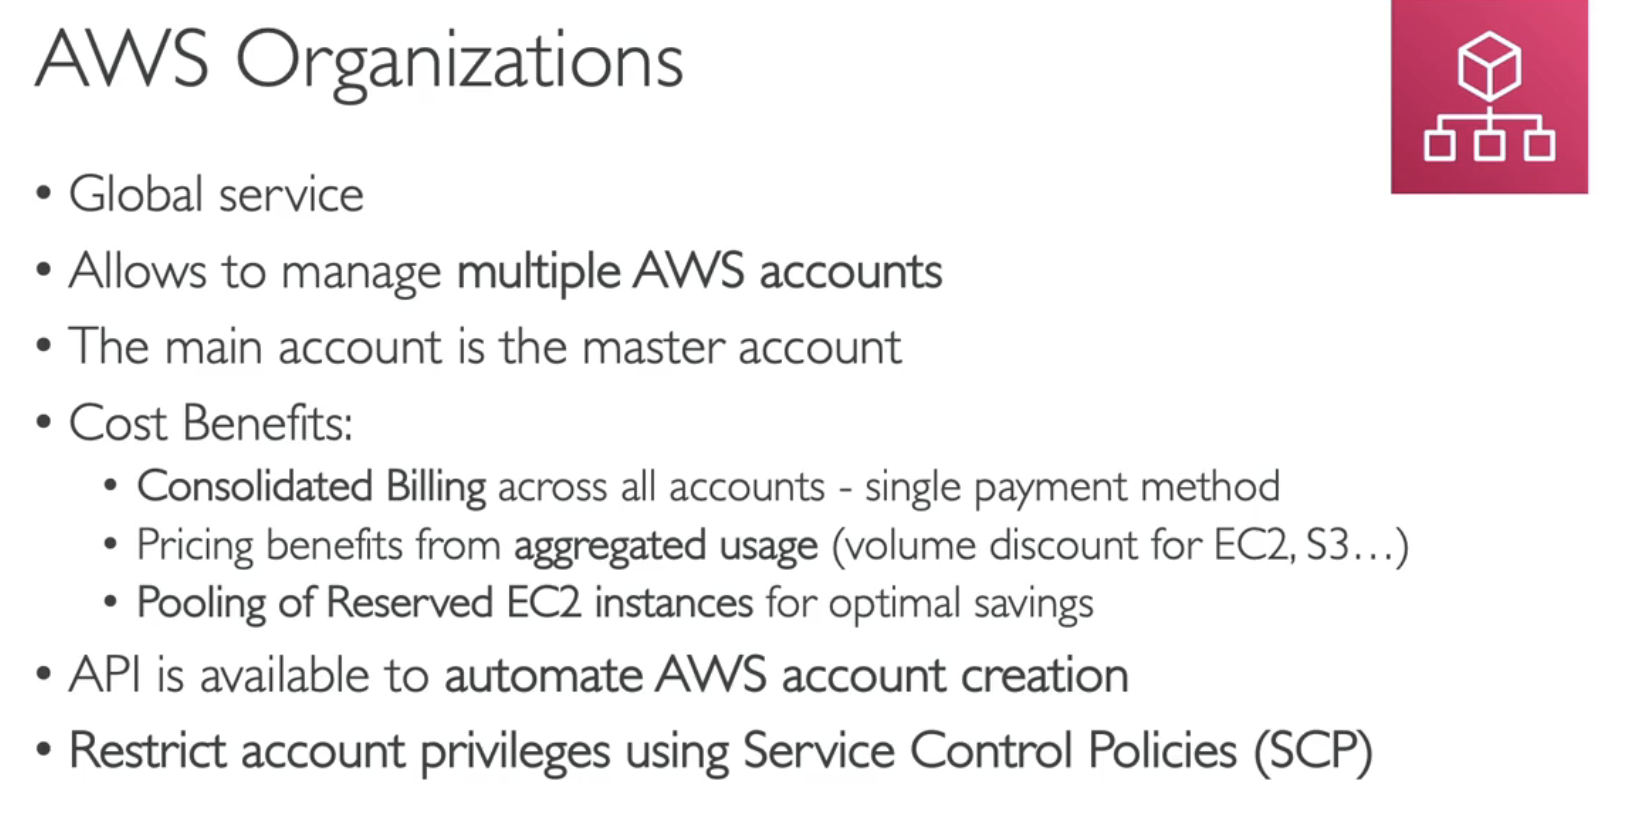 AWS Organizations
• Global service
• Allows to manage multiple AWS accounts
• The main account is the master account
• Cost Benefits:
• Consolidated Billing across all accounts - single payment method
• Pricing benefits from aggregated usage (volume discount for EC2, S3…)
• Pooling of Reserved EC2 instances for optimal savings
• API is available to automate AWS account creation
• Restrict account privileges using Service Control Policies (SCP)